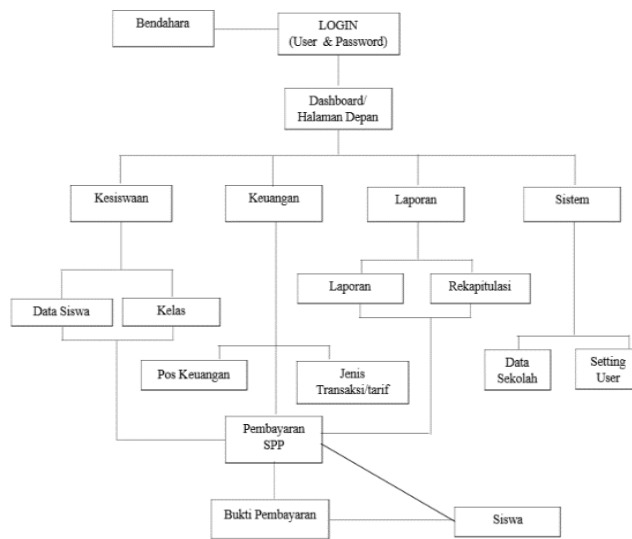 Bendahara
LOGIN
(User & Password)
Dashboard/
Halaman Depan
Kesiswaan
Keuangan
Laporan
Sistem
Data Siswa
Kelas
Laporan
Rekapitulasi
Pos Keuangan
Jenis
Transaksi/tarif
Data
Sekolah
Setting
User
Pembayaran
SPP
Bukti Pembayaran
Siswa